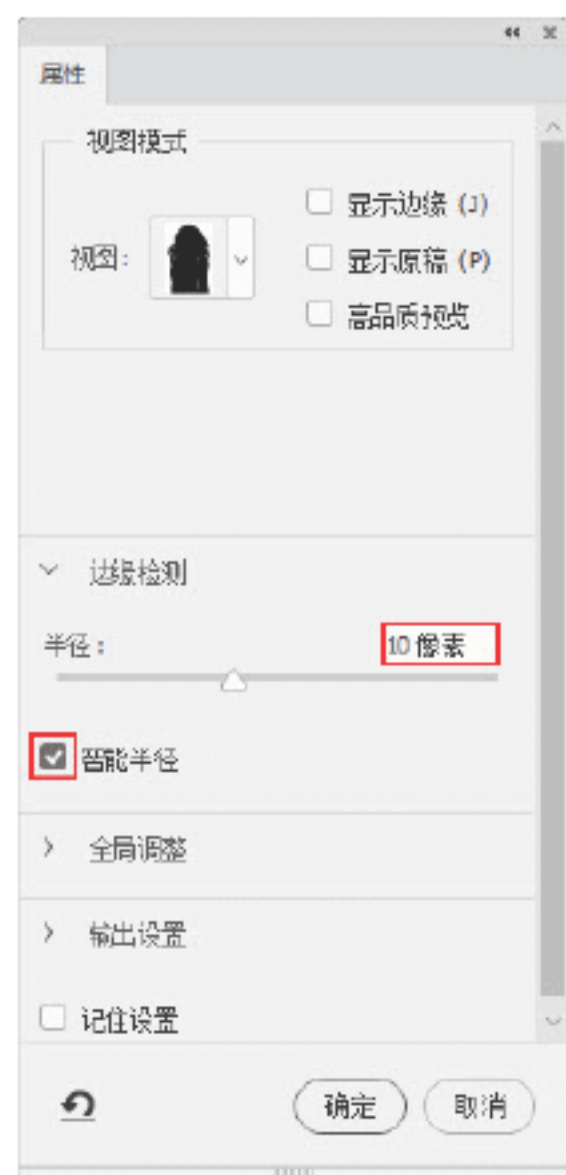 属性
视图模式
视图:
显示边缘 (J)
显示原稿 (P)
高品质预览
边缘检测
半径: 10 像素
智能半径
全局调整
输出设置
记住设置
确定 取消